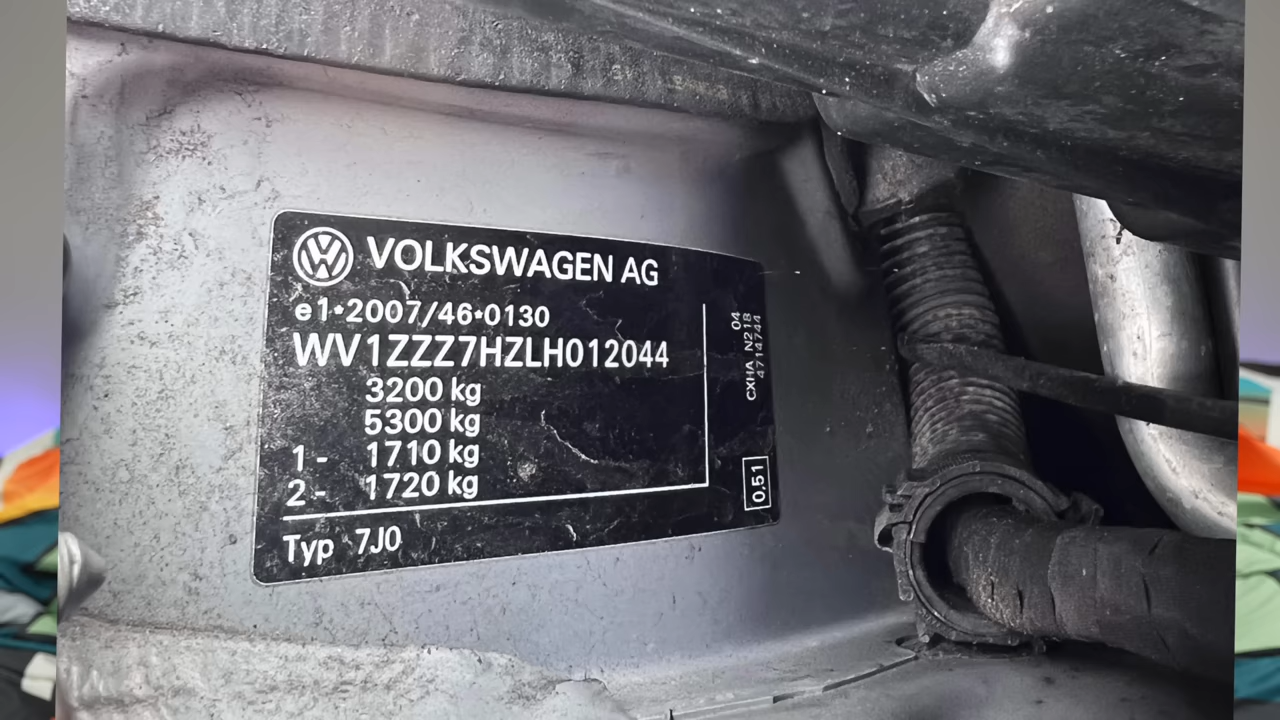 VOLKSWAGEN AG
e1*2007/46*0130
WV1ZZZ7HZLH012044
3200 kg
5300 kg
1- 1710 kg
2- 1720 kg
Typ 7J0
04
CXHA N218
4714744
0,51